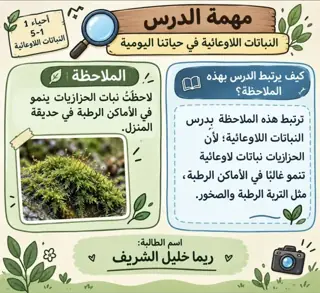 مهمة الدرس
أحياء 1
5-1
النباتات اللاوعائية
النباتات اللاوعائية في حياتنا اليومية
الملاحظة
لاحظتُ نبات الحزازيات ينمو
في الأماكن الرطبة في حديقة
المنزل.
كيف يرتبط الدرس بهذه
الملاحظة؟
ترتبط هذه الملاحظة بِدرس
النباتات اللاوعائية؛ لأن
الحزازيات نباتات لاوعائية
تنمو غالبًا في الأماكن الرطبة،
مثل التربة الرطبة والصخور.
اسم الطالبة:
ريما خليل الشريف